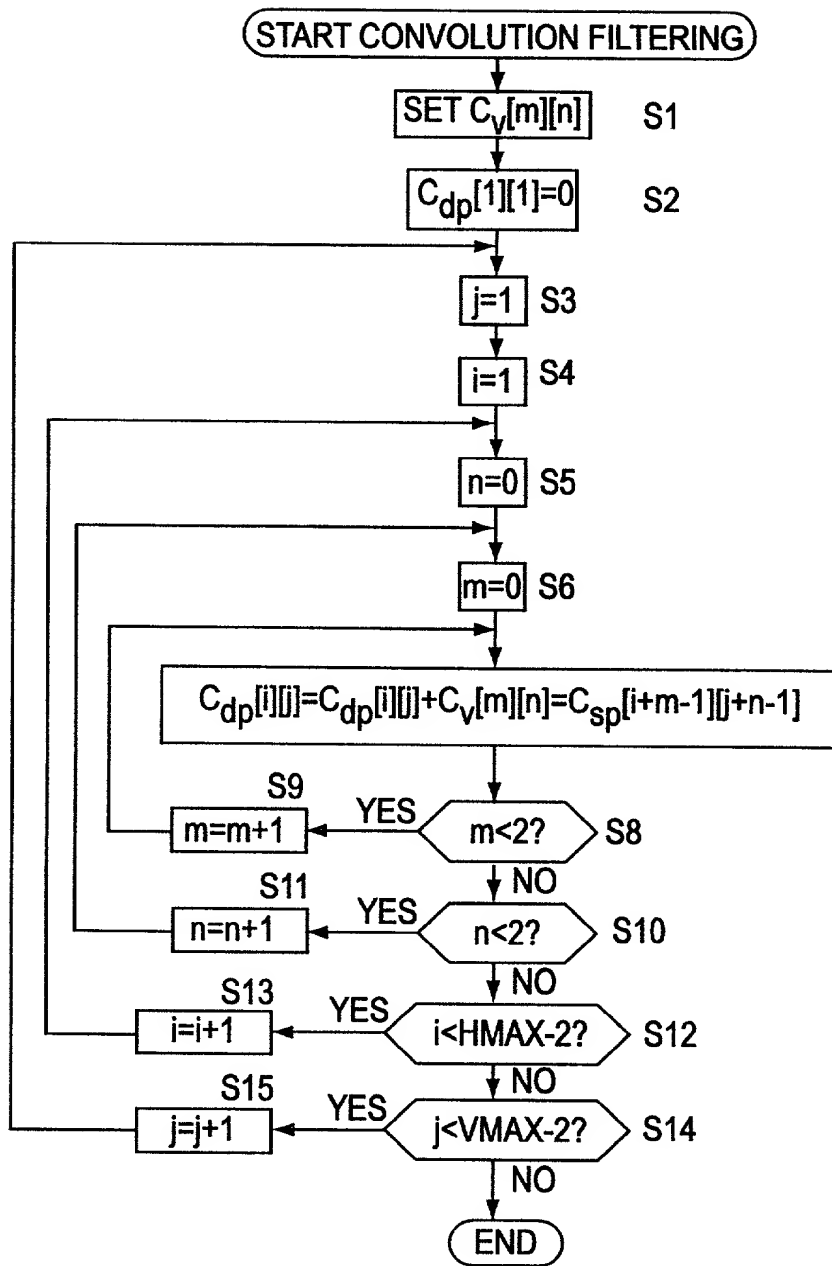 START CONVOLUTION FILTERING
SET Cv[m][n] S1
Cdp[1][1]=0 S2
j=1 S3
i=1 S4
n=0 S5
m=0 S6
Cdp[i][j]=Cdp[i][j]+Cv[m][n]=Csp[i+m-1][j+n-1]
S9
m=m+1 YES m<2? S8
NO
S11
n=n+1 YES n<2? S10
NO
S13
i=i+1 YES i<HMAX-2? S12
NO
S15
j=j+1 YES j<VMAX-2? S14
NO
END